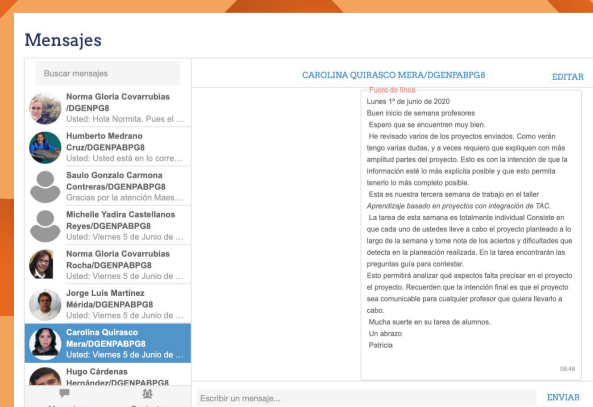 Mensajes
Buscar mensajes
Norma Gloria Covarrubias
/DGENPG8
Usted: Hola Normita. Pues el ...
Humberto Medrano
Cruz/DGENPABPG8
Usted: Usted está en lo corre...
Saulo Gonzalo Carmona
Contreras/DGENPABPG8
Gracias por la atención Maes...
Michelle Yadira Castellanos
Reyes/DGENPABPG8
Usted: Viernes 5 de Junio de ...
Norma Gloria Covarrubias
Rocha/DGENPABPG8
Usted: Viernes 5 de Junio de ...
Jorge Luis Martínez
Mérida/DGENPABPG8
Usted: Viernes 5 de Junio de ...
Carolina Quirasco
Mera/DGENPABPG8
Usted: Viernes 5 de Junio de ...
Hugo Cárdenas
Hernández/DGENPABPG8
CAROLINA QUIRASCO MERA/DGENPABPG8
EDITAR
Fuera de línea
Lunes 1º de junio de 2020
Buen inicio de semana profesores
Espero que se encuentren muy bien.
He revisado varios de los proyectos enviados. Como verán
tengo varias dudas, y a veces requiero que expliquen con más
amplitud partes del proyecto. Esto es con la intención de que la
información esté lo más explicita posible y que esto permita
tenerlo lo más completo posible.
Esta es nuestra tercera semana de trabajo en el taller
Aprendizaje basado en proyectos con integración de TAC.
La tarea de esta semana es totalmente individual Consiste en
que cada uno de ustedes lleve a cabo el proyecto planteado a lo
largo de la semana y tome nota de los aciertos y dificultades que
detecta en la planeación realizada. En la tarea encontrarán las
preguntas guía para contestar.
Esto permitirá analizar qué aspectos falta precisar en el proyecto
el proyecto. Recuerden que la intención final es que el proyecto
sea comunicable para cualquier profesor que quiera llevarlo a
cabo.
Mucha suerte en su tarea de alumnos.
Un abrazo
Patricia
08:48
Escribir un mensaje...
ENVIAR